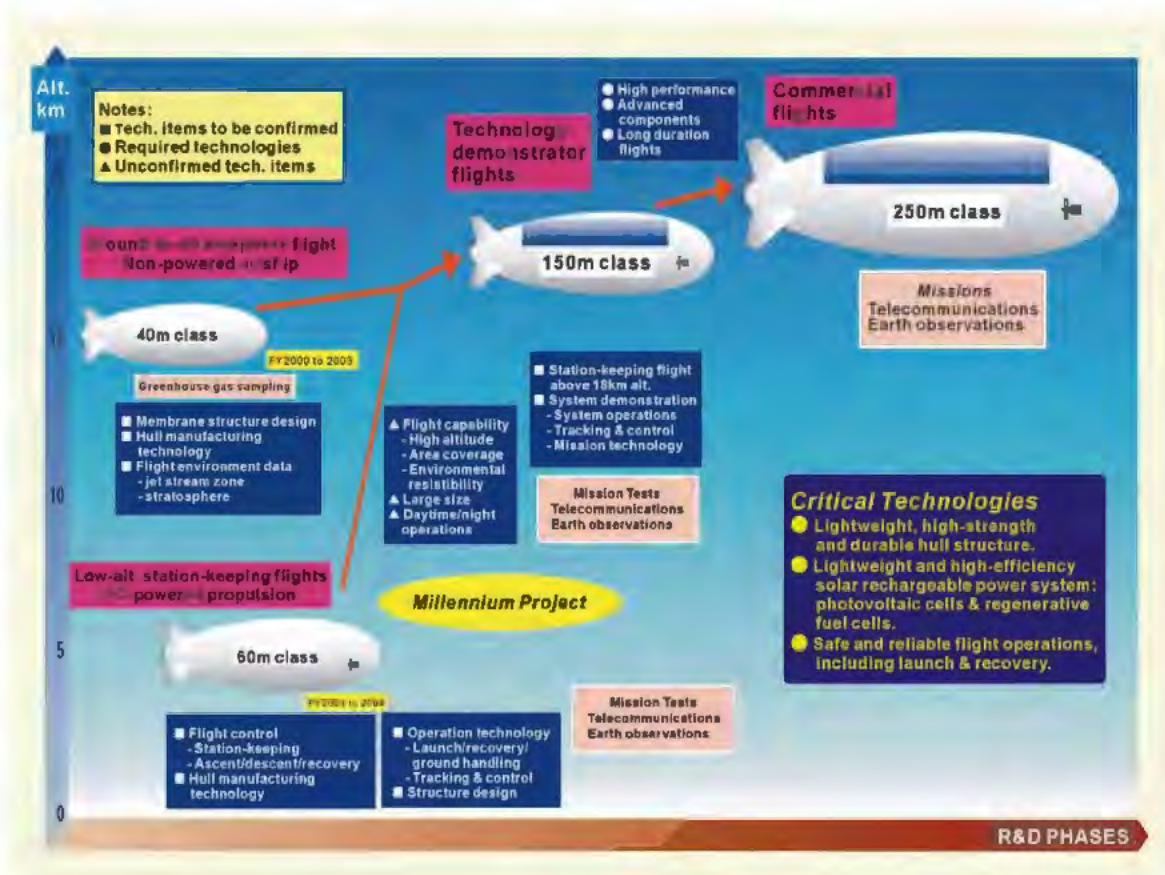 Alt.
km
Notes:
■ Tech. items to be confirmed
● Required technologies
▲ Unconfirmed tech. items
flight
Non-powered
40m class
FY2000 to 2003
Greenhouse gas sampling
■ Membrane structure design
■ Hull manufacturing
technology
■ Flight environment data
- jet stream zone
- stratosphere
Technology
demonstrator
flights
● High performance
● Advanced
components
● Long duration
flights
Commercial
flights
150m class
250m class
Missions
Telecommunications
Earth observations
▲ Flight capability
- High altitude
- Area coverage
- Environmental
resistibility
▲ Large size
▲ Daytime/night
operations
■ Station-keeping flight
above 18km alt.
■ System demonstration
- System operations
- Tracking & control
- Mission technology
Mission Tests
Telecommunications
Earth observations
Critical Technologies
● Lightweight, high-strength
and durable hull structure.
● Lightweight and high-efficiency
solar rechargeable power system:
photovoltaic cells & regenerative
fuel cells.
● Safe and reliable flight operations,
including launch & recovery.
10
Low-alt. station-keeping flights
propulsion
Millennium Project
5
60m class
■ Flight control
- Station-keeping
- Ascent/descent/recovery
■ Hull manufacturing
technology
■ Operation technology
- Launch/recovery/
ground handling
- Tracking & control
■ Structure design
Mission Tests
Telecommunications
Earth observations
0
R&D PHASES